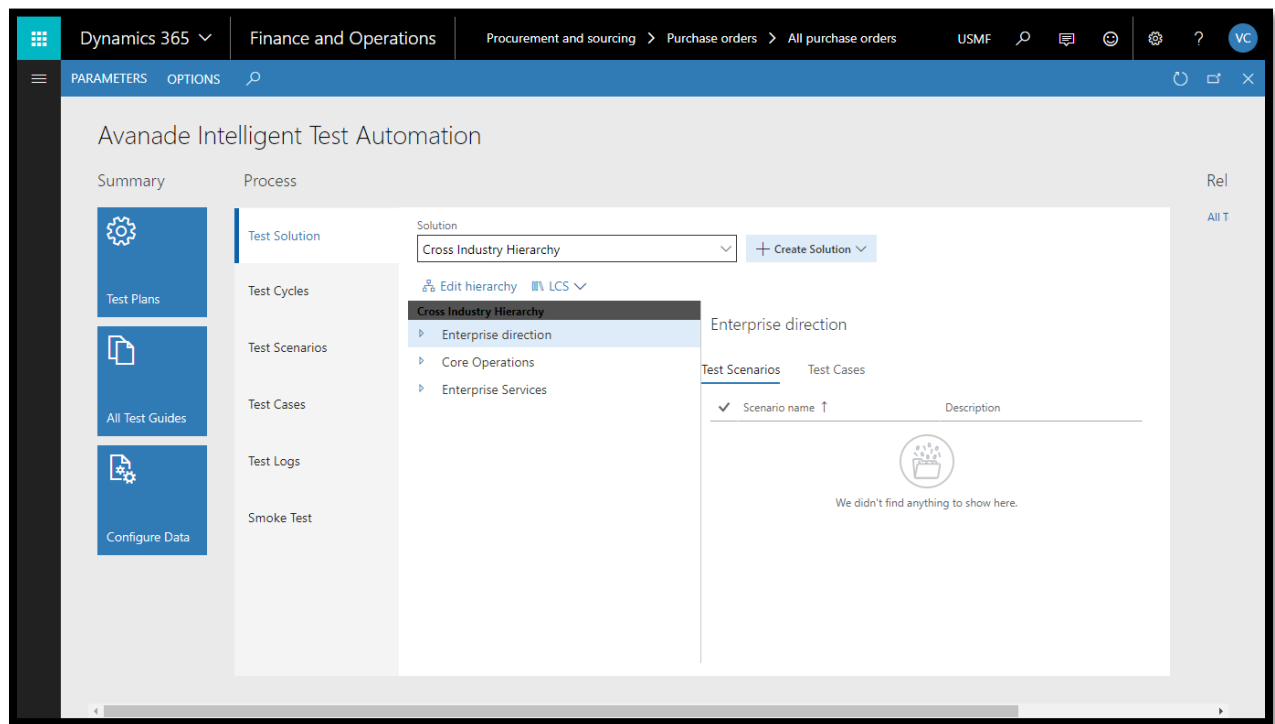 Dynamics 365 Finance and Operations Procurement and sourcing > Purchase orders > All purchase orders USMF ? VC
PARAMETERS OPTIONS
Avanade Intelligent Test Automation
Summary Process Rel
Test Plans
All Test Guides
Configure Data
Test Solution
Test Cycles
Test Scenarios
Test Cases
Test Logs
Smoke Test
Solution
Cross Industry Hierarchy
+ Create Solution
Edit hierarchy LCS
Cross Industry Hierarchy
Enterprise direction
Core Operations
Enterprise Services
Enterprise direction
Test Scenarios Test Cases
Scenario name ↑ Description
We didn't find anything to show here.
All T